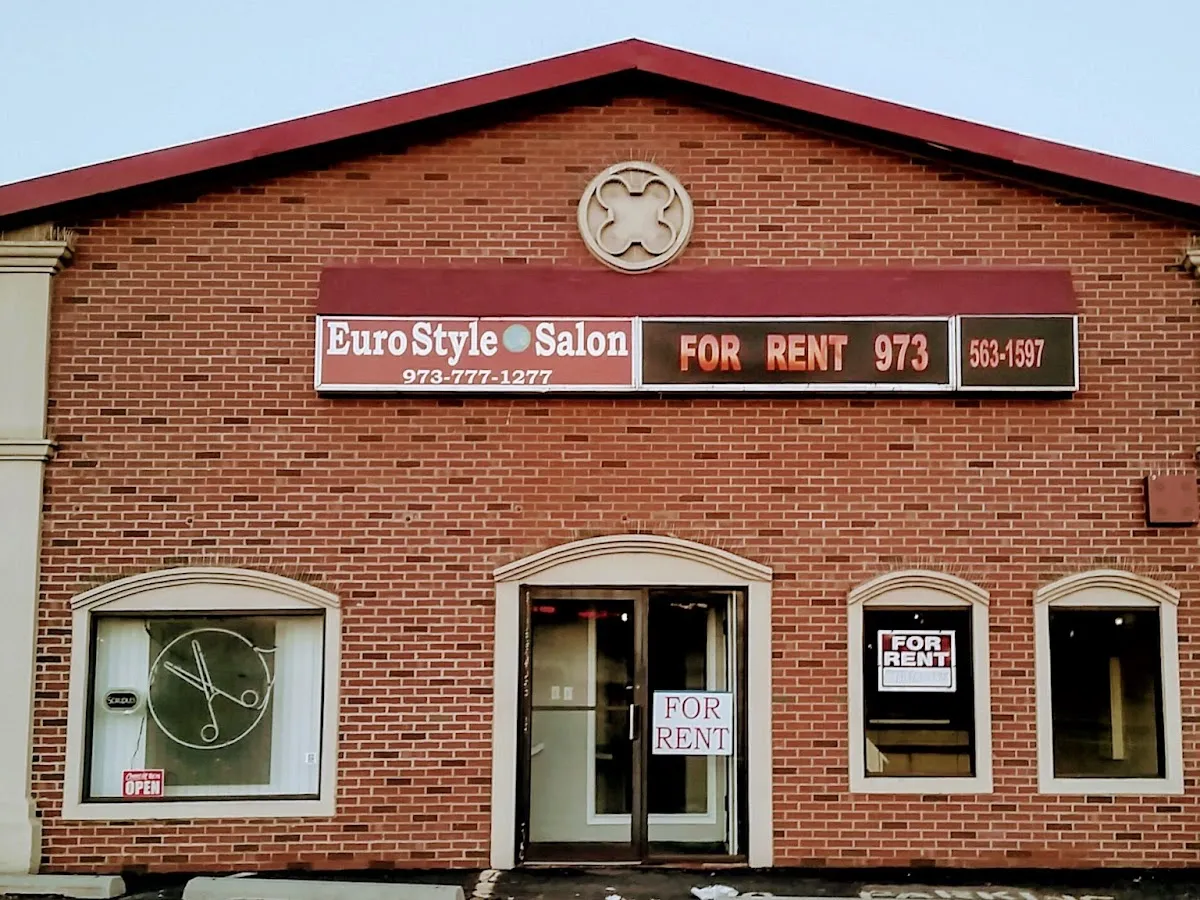 Euro Style Salon
973-777-1277
FOR RENT 973
563-1597
FOR
RENT
FOR
RENT
OPEN